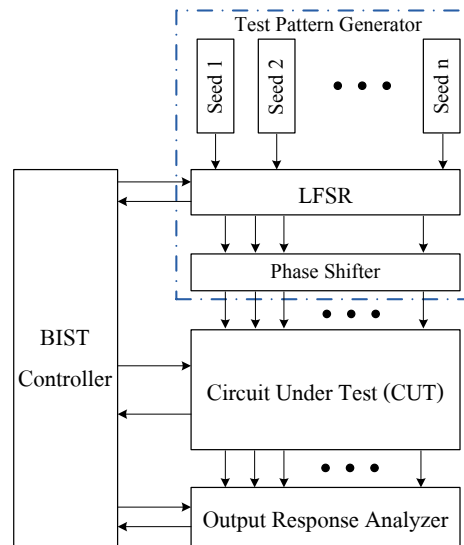 Test Pattern Generator
Seed 1
Seed 2
Seed n
LFSR
Phase Shifter
BIST
Controller
Circuit Under Test (CUT)
Output Response Analyzer